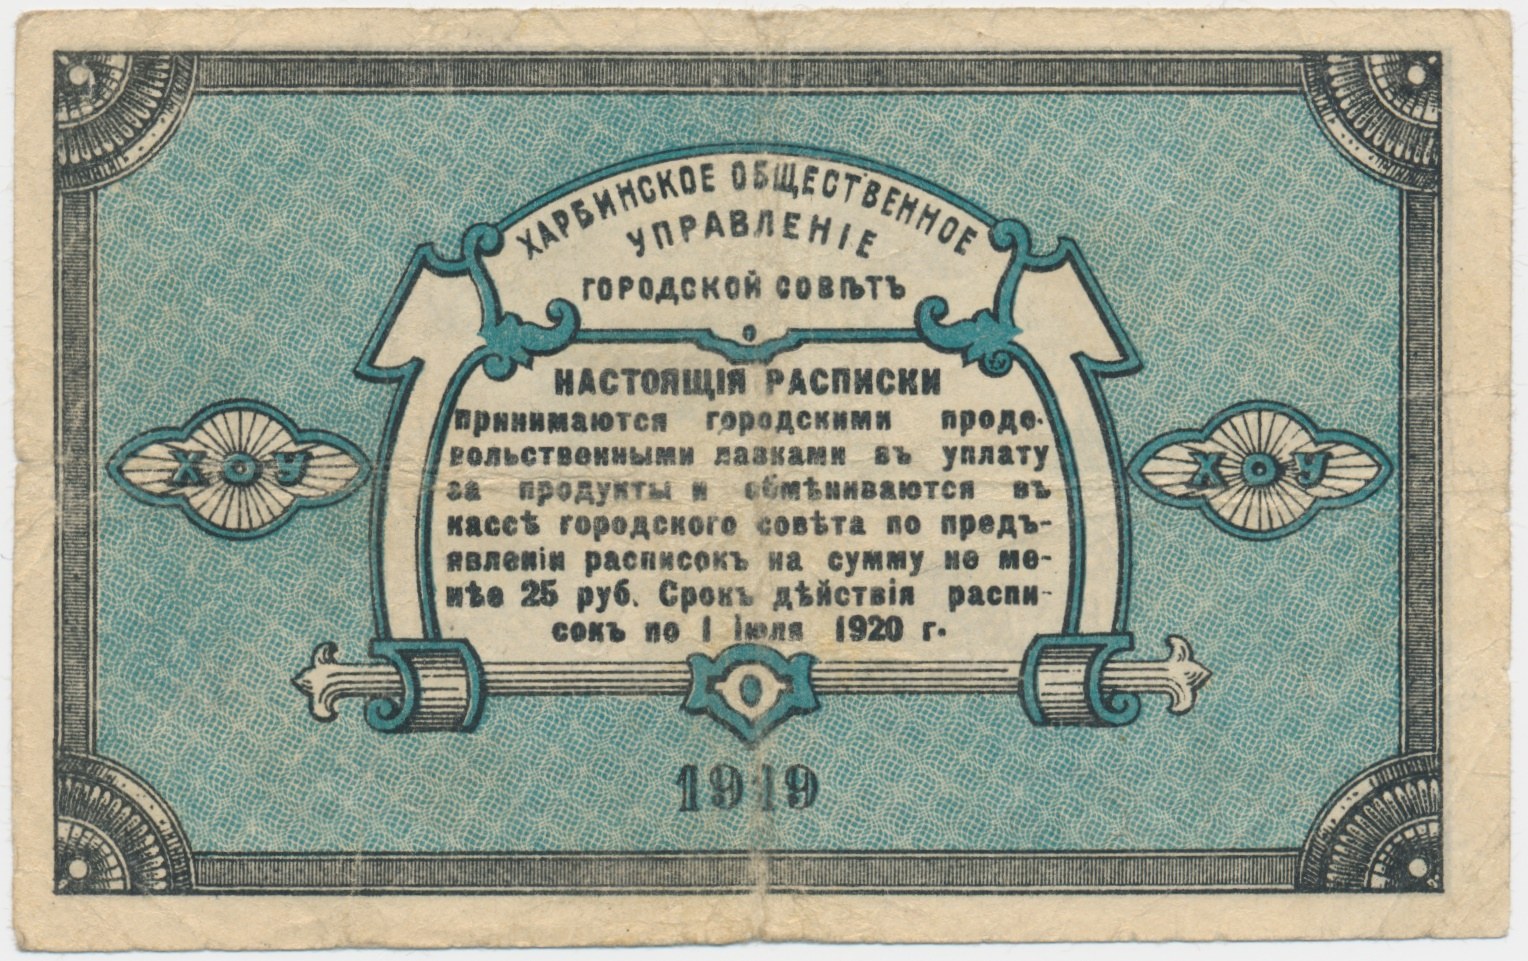 ХАРБИНСКОЕ ОБЩЕСТВЕННОЕ
УПРАВЛЕНІЕ
ГОРОДСКОЙ СОВѢТЪ
НАСТОЯЩІЯ РАСПИСКИ
принимаются городскими продо-
вольственными лавками въ уплату
за продукты и обмѣниваются въ
кассѣ городского совѣта по предъ-
явленіи расписокъ на сумму не ме-
нѣе 25 руб. Срокъ дѣйствія распи-
сокъ по 1 Іюля 1920 г.
ХОУ
ХОУ
1919